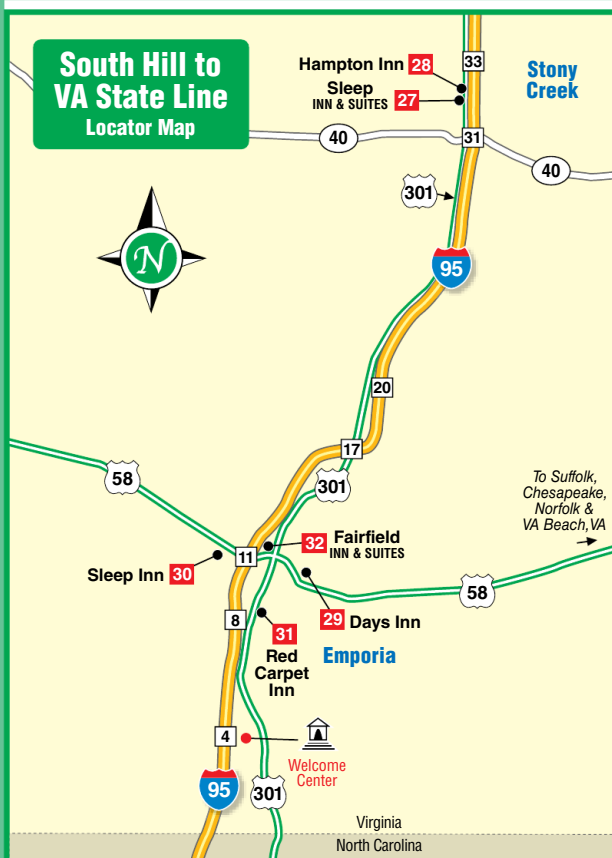 South Hill to
VA State Line
Locator Map
Hampton Inn 28
Sleep
INN & SUITES 27
33
Stony
Creek
40
31
40
301
N
95
20
17
58
301
To Suffolk,
Chesapeake,
Norfolk &
VA Beach,VA
32 Fairfield
INN & SUITES
11
Sleep Inn 30
58
8
29 Days Inn
31
Red
Carpet
Inn
Emporia
4
Welcome
Center
95
301
Virginia
North Carolina